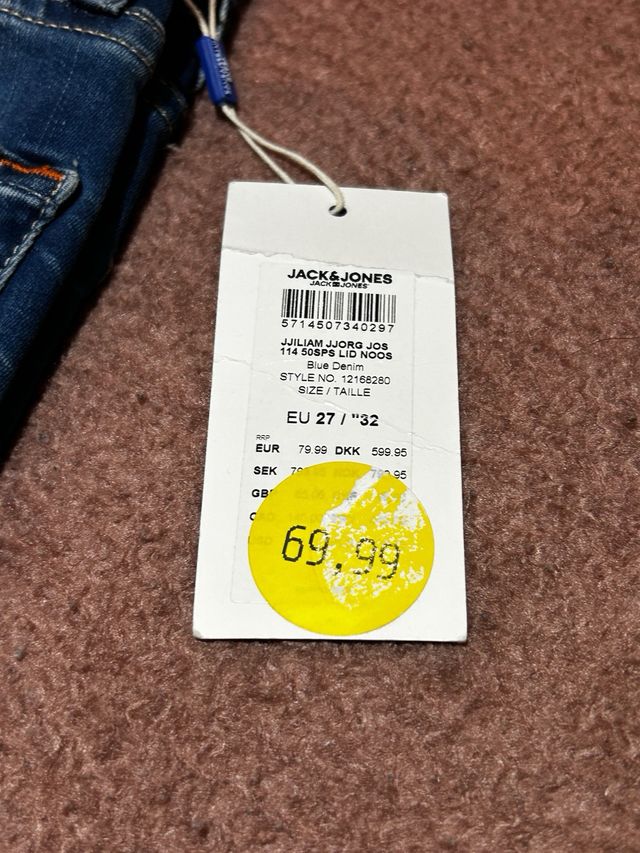 JACK&JONES
JACK JONES
5714507340297
JJILIAM JJORG JOS
114 50SPS LID NOOS
Blue Denim
STYLE NO. 12168280
SIZE / TAILLE
EU 27 / "32
RRP
EUR 79.99 DKK 599.95
SEK
69.99